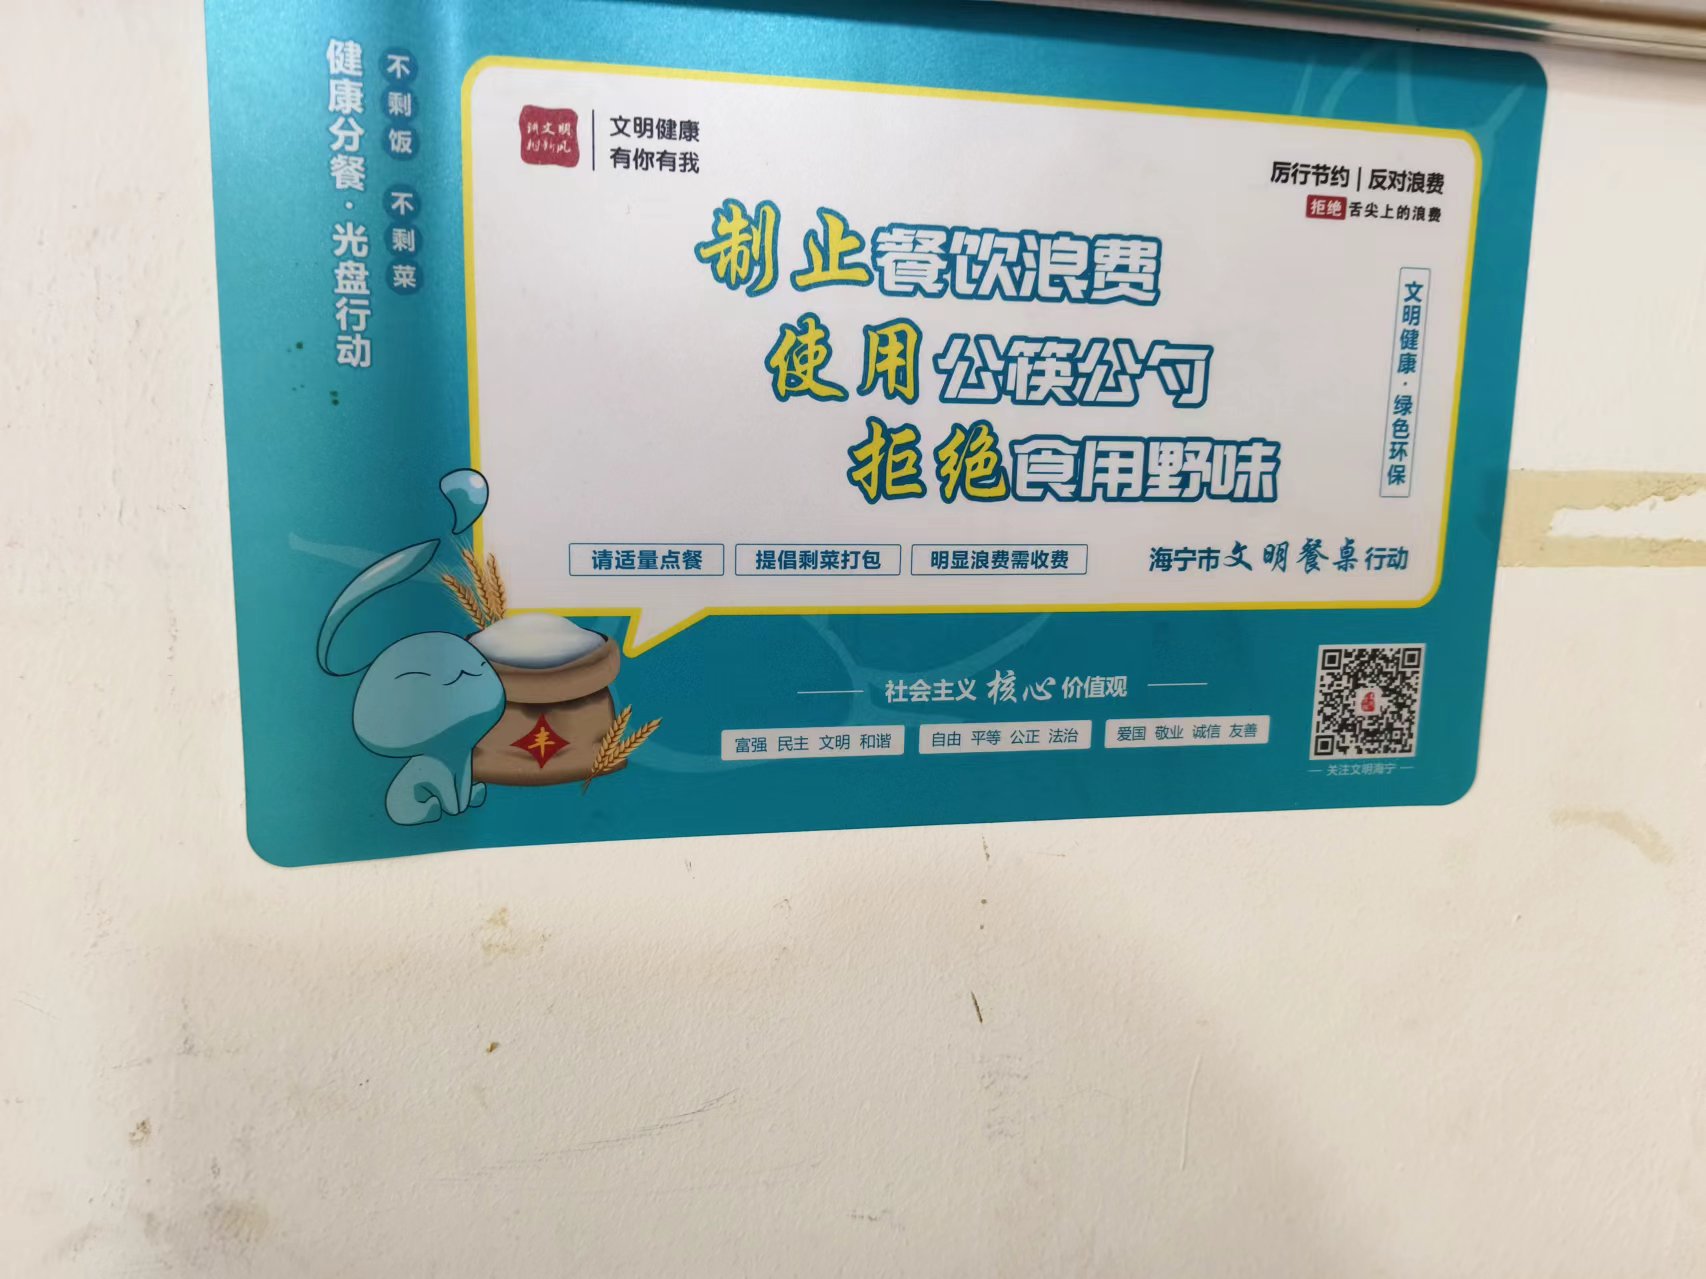 健康分餐·光盘行动
不剩饭 不剩菜
讲文明
树新风
文明健康
有你有我
厉行节约|反对浪费
拒绝舌尖上的浪费
制止餐饮浪费
使用公筷公勺
拒绝食用野味
文明健康·绿色环保
请适量点餐 提倡剩菜打包 明显浪费需收费
海宁市文明餐桌行动
丰
社会主义核心价值观
富强 民主 文明 和谐 自由 平等 公正 法治 爱国 敬业 诚信 友善
关注文明海宁